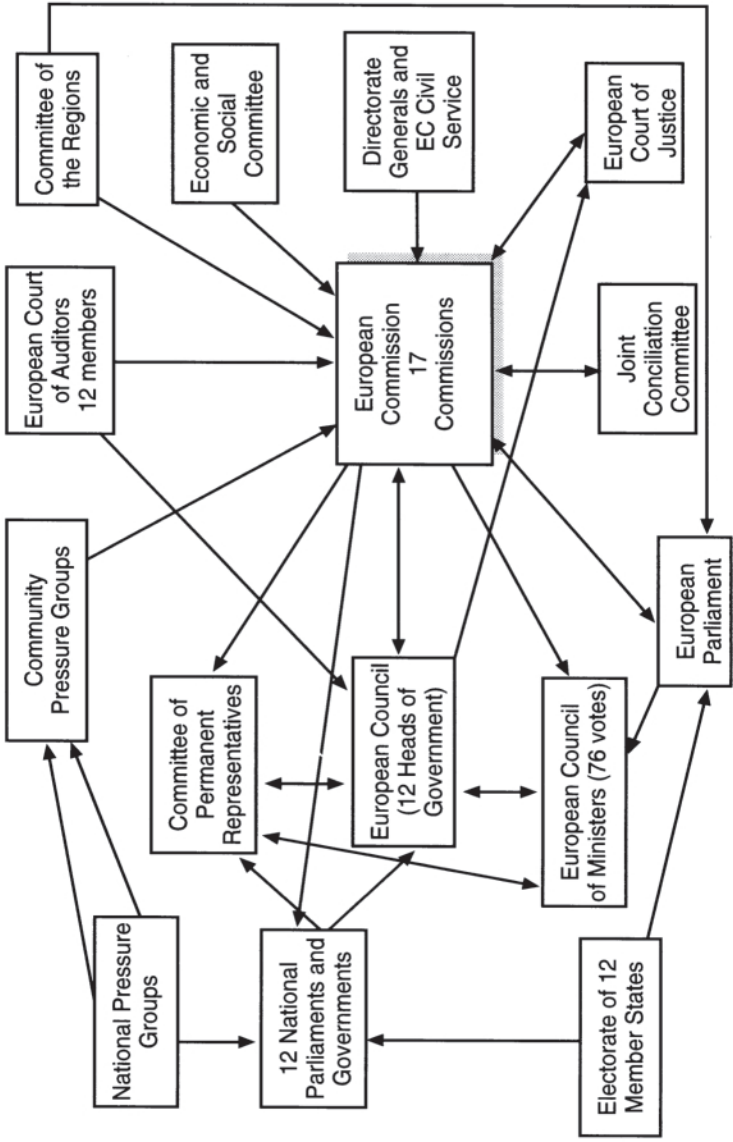 National Pressure
Groups
Community
Pressure Groups
European Court
of Auditors
12 members
Committee of
the Regions
Economic and
Social
Committee
Directorate
Generals and
EC Civil
Service
European
Court of
Justice
Joint
Conciliation
Committee
European
Commission
17
Commissions
Committee of
Permanent
Representatives
European Council
(12 Heads of
Government)
European Council
of Ministers (76 votes)
European
Parliament
12 National
Parliaments and
Governments
Electorate of 12
Member States